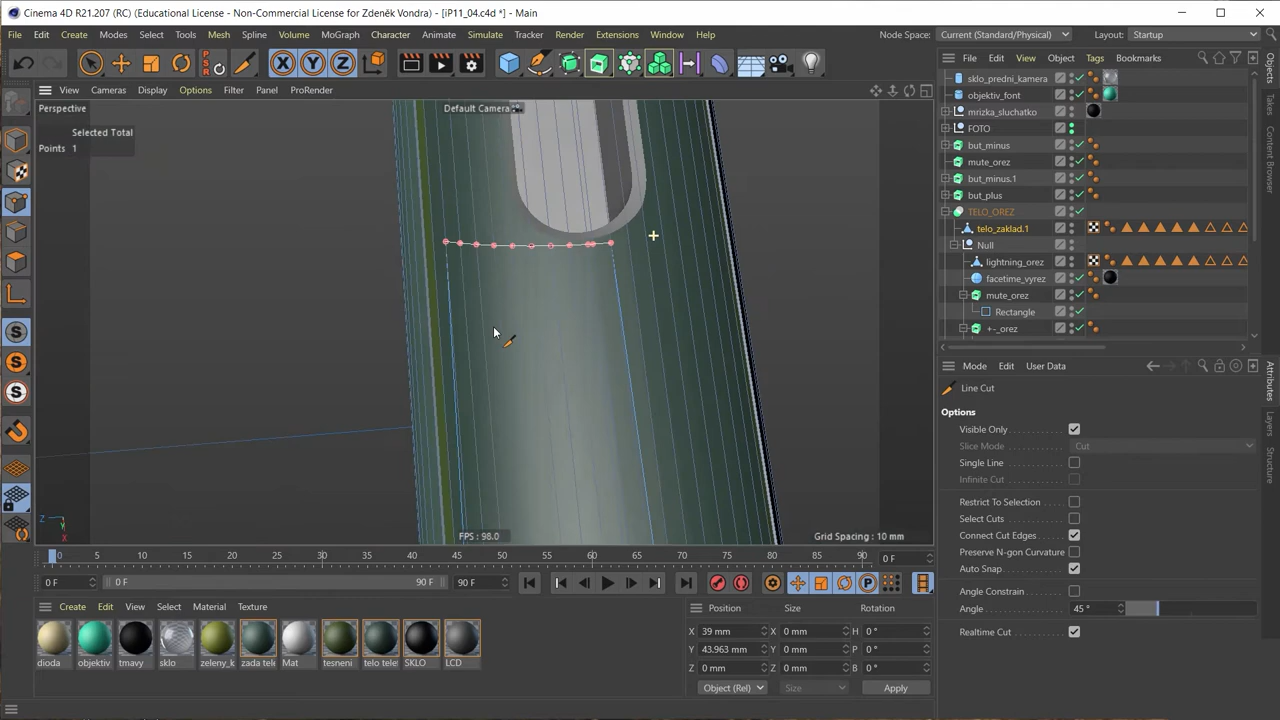 Cinema 4D R21.207 (RC) (Educational License - Non-Commercial License for Zdeněk Vondra) - [iP11_04.c4d *] - Main
File Edit Create Modes Select Tools Mesh Spline Volume MoGraph Character Animate Simulate Tracker Render Extensions Window Help
Node Space: Current (Standard/Physical) Layout: Startup
X Y Z
PSR
View Cameras Display Options Filter Panel ProRender
Perspective
Default Camera
Selected Total
Points 1
FPS : 98.0
Grid Spacing : 10 mm
Z Y X
0 5 10 15 20 25 30 35 40 45 50 55 60 65 70 75 80 85 90 0 F
0 F 0 F 90 F 90 F
Create Edit View Select Material Texture
dioda objektiv tmavy sklo zeleny_k zada tele Mat tesneni telo telef SKLO LCD
Position Size Rotation
X 39 mm X 0 mm H 0 °
Y 43.963 mm Y 0 mm P 0 °
Z 0 mm Z 0 mm B 0 °
Object (Rel) Size Apply
File Edit View Object Tags Bookmarks
sklo_predni_kamera
objektiv_font
mrizka_sluchatko
FOTO
but_minus
mute_orez
but_minus.1
but_plus
TELO_OREZ
telo_zaklad.1
Null
lightning_orez
facetime_vyrez
mute_orez
Rectangle
+-_orez
Mode Edit User Data
Line Cut
Options
Visible Only
Slice Mode Cut
Single Line
Infinite Cut
Restrict To Selection
Select Cuts
Connect Cut Edges
Preserve N-gon Curvature
Auto Snap
Angle Constrain
Angle 45 °
Realtime Cut
Objects
Takes
Content Browser
Attributes
Layers
Structure